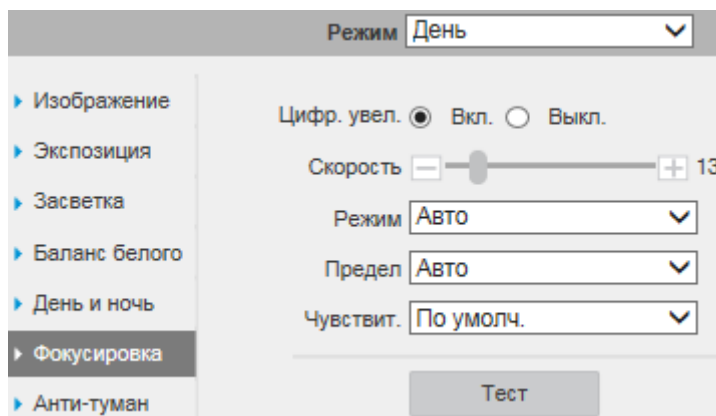 Режим День
Изображение
Цифр. увел. Вкл. Выкл.
Экспозиция
Скорость 13
Засветка
Режим Авто
Баланс белого
Предел Авто
День и ночь
Чувствит. По умолч.
Фокусировка
Тест
Анти-туман